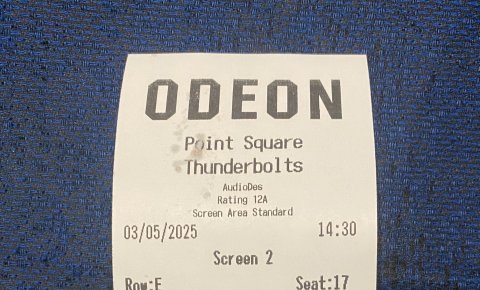 ODEON
Point Square
Thunderbolts
AudioDes
Rating 12A
Screen Area Standard
03/05/2025 14:30
Screen 2
Row:E Seat:17